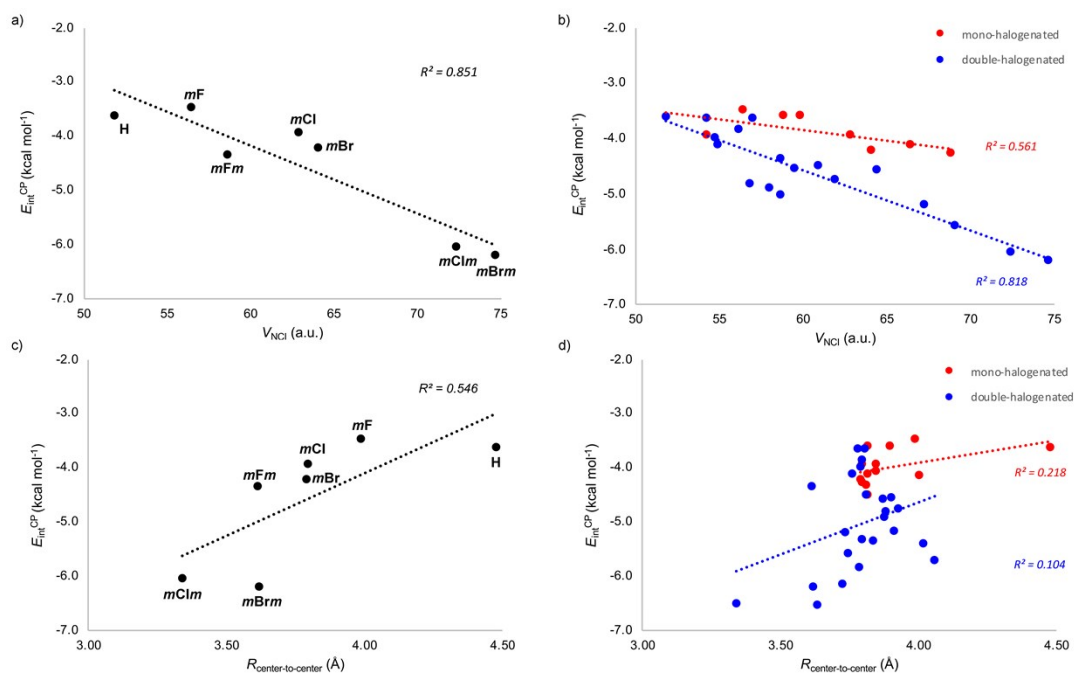 a)
-2.0
-3.0
-4.0
-5.0
-6.0
-7.0
E_int^CP (kcal mol⁻¹)
R² = 0.851
H
mF
mFm
mCl
mBr
mClm
mBrm
50 55 60 65 70 75
V_NCI (a.u.)
b)
-2.0
-3.0
-4.0
-5.0
-6.0
-7.0
E_int^CP (kcal mol⁻¹)
mono-halogenated
double-halogenated
R² = 0.561
R² = 0.818
50 55 60 65 70 75
V_NCI (a.u.)
c)
-2.0
-3.0
-4.0
-5.0
-6.0
-7.0
E_int^CP (kcal mol⁻¹)
R² = 0.546
mF
mCl
H
mFm
mBr
mClm
mBrm
3.00 3.50 4.00 4.50
R_center-to-center (Å)
d)
-2.0
-3.0
-4.0
-5.0
-6.0
-7.0
E_int^CP (kcal mol⁻¹)
mono-halogenated
double-halogenated
R² = 0.218
R² = 0.104
3.00 3.50 4.00 4.50
R_center-to-center (Å)